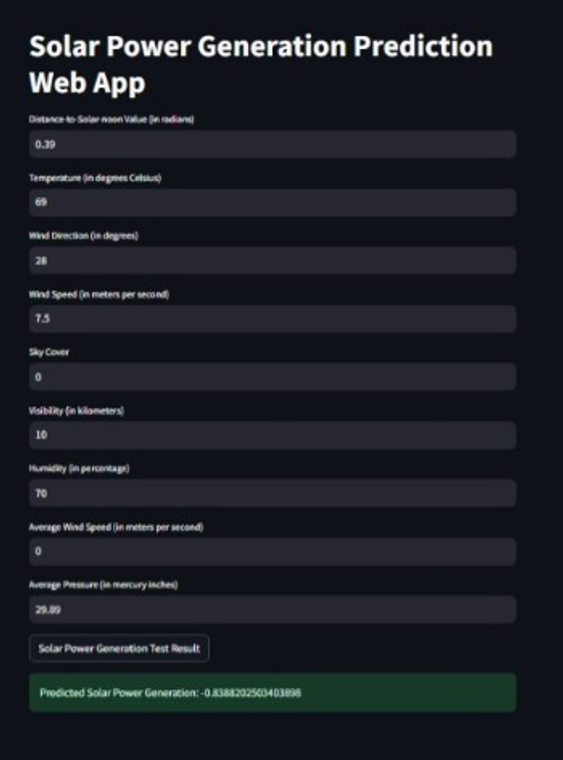 Solar Power Generation Prediction
Web App
Distance-to-Solar-noon Value (in radians)
0.39
Temperature (in degrees Celsius)
69
Wind Direction (in degrees)
28
Wind Speed (in meters per second)
7.5
Sky Cover
0
Visibility (in kilometers)
10
Humidity (in percentage)
70
Average Wind Speed (in meters per second)
0
Average Pressure (in mercury inches)
29.89
Solar Power Generation Test Result
Predicted Solar Power Generation: -0.8388202503403898